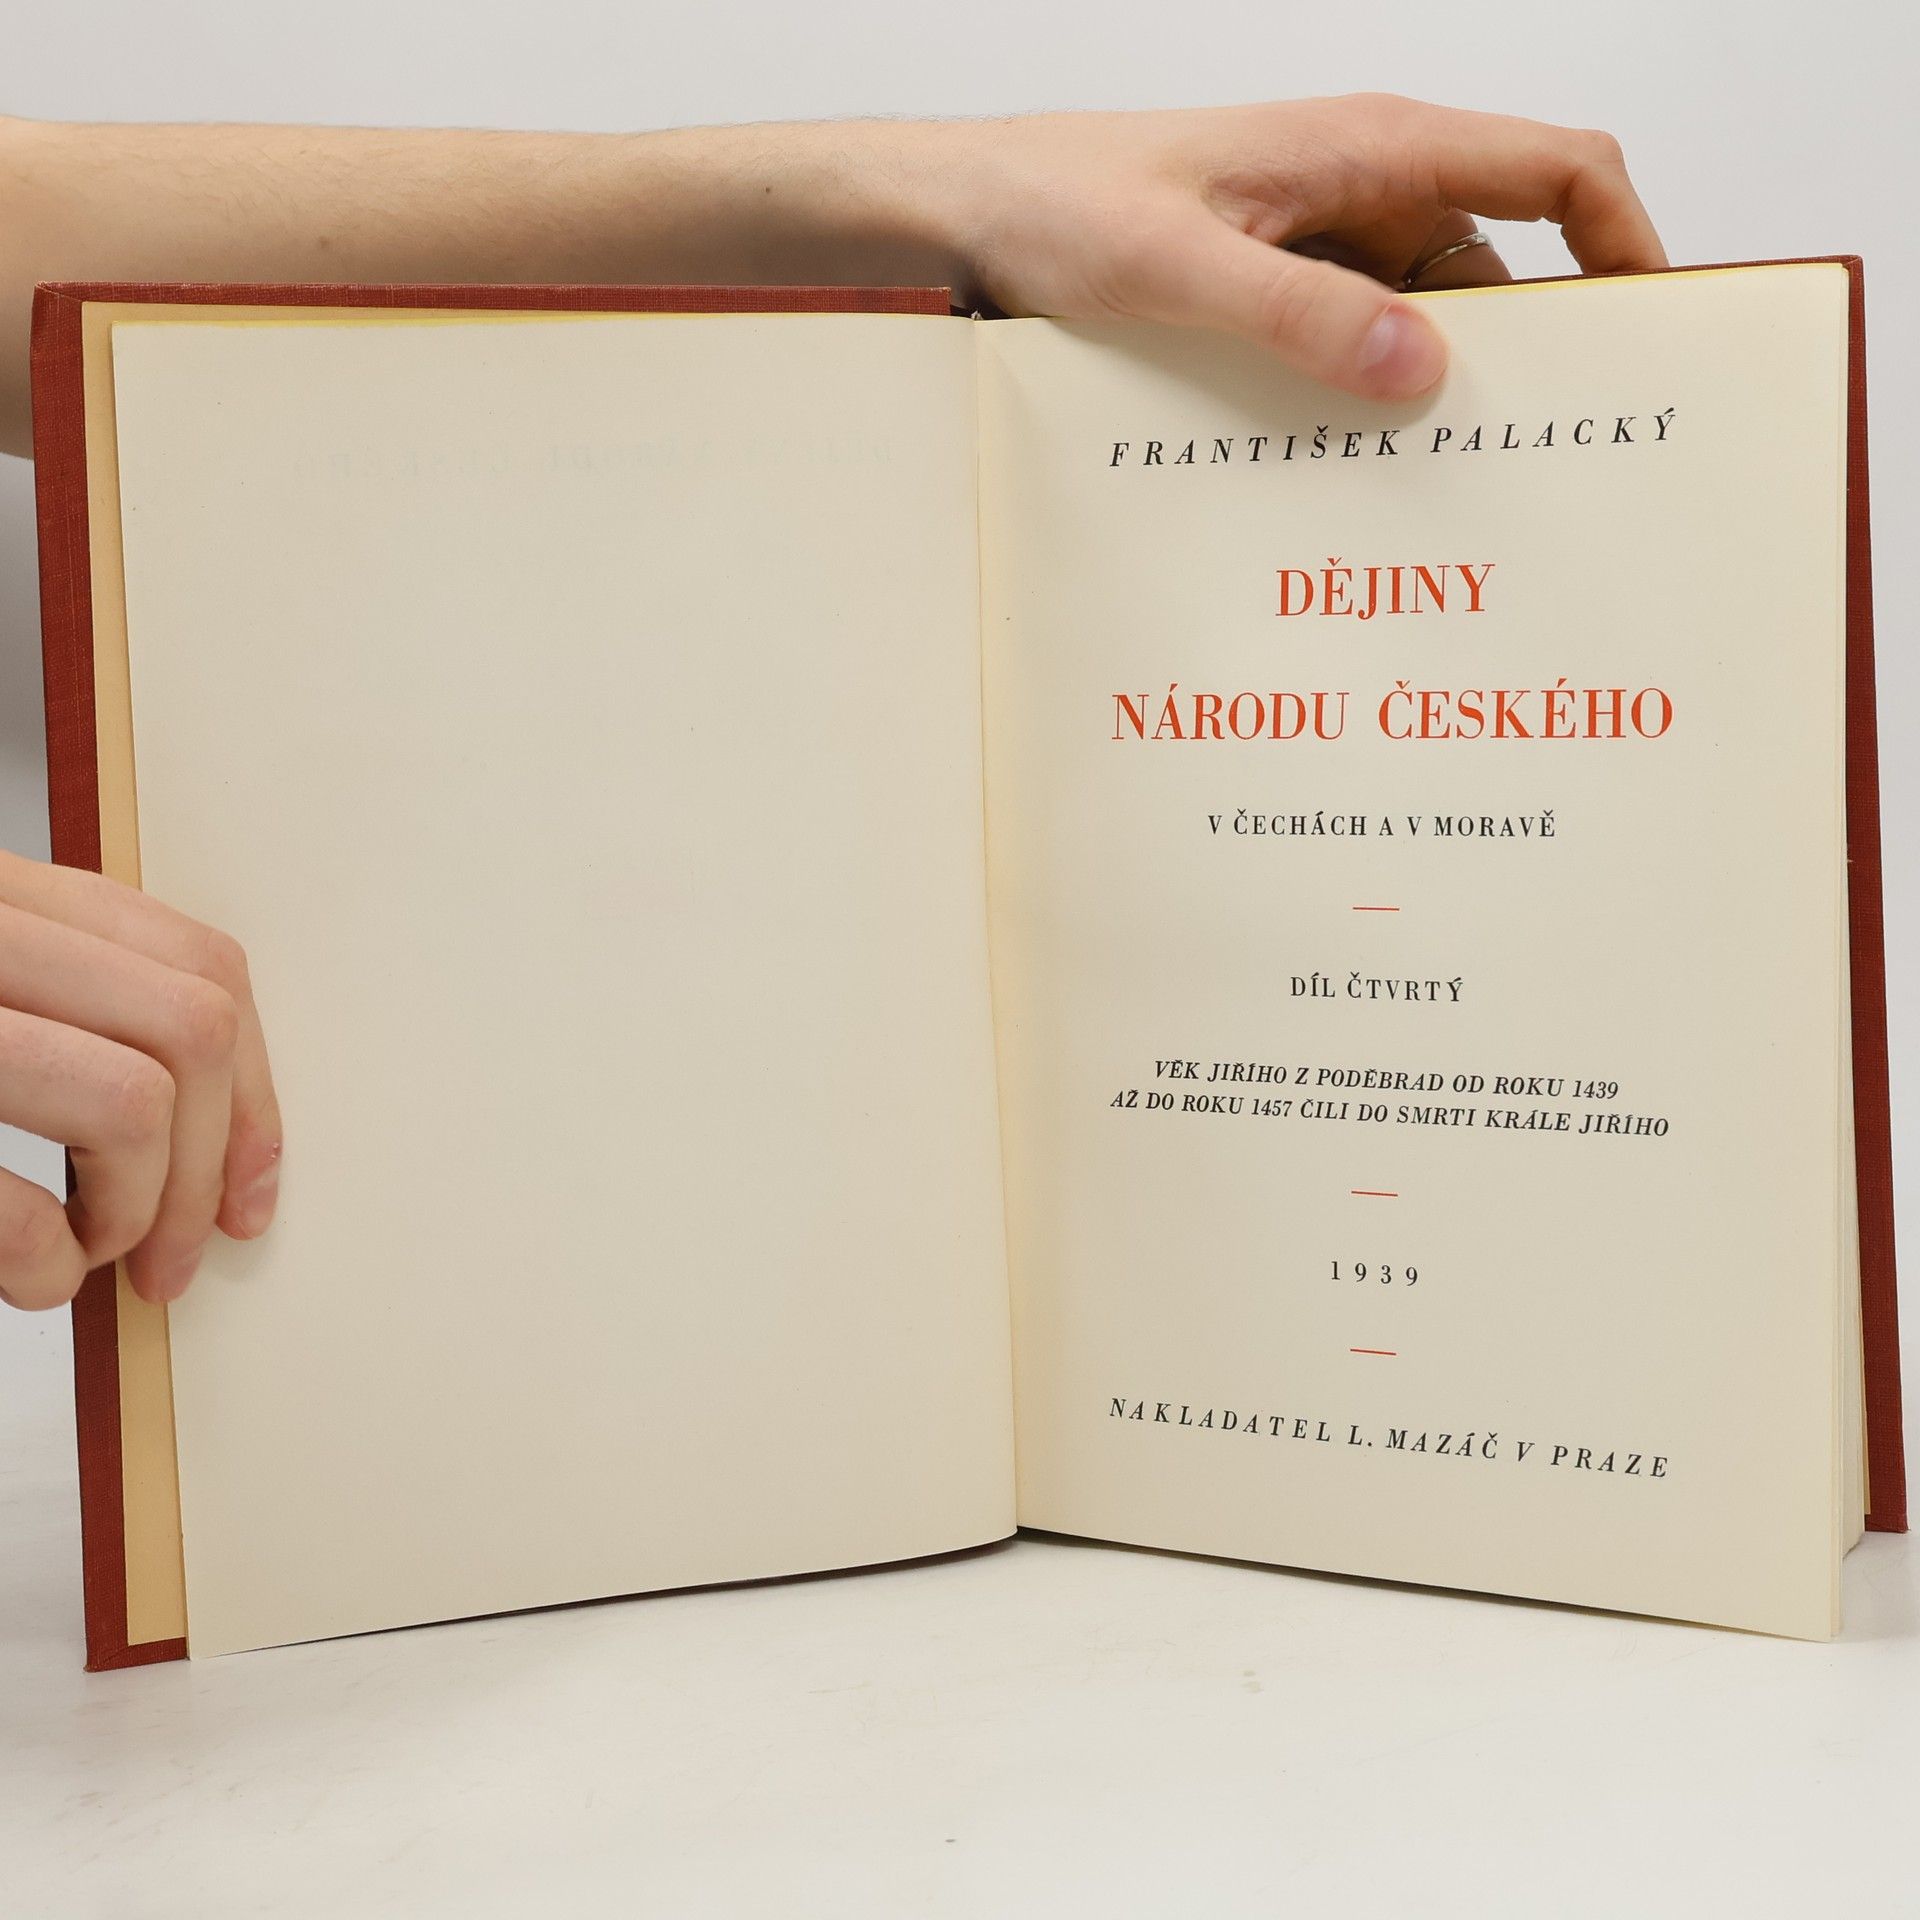 FRANTIŠEK PALACKÝ
DĚJINY
NÁRODU ČESKÉHO
V ČECHÁCH A V MORAVĚ
DÍL ČTVRTÝ
VĚK JIŘÍHO Z PODĚBRAD OD ROKU 1439
AŽ DO ROKU 1457 ČILI DO SMRTI KRÁLE JIŘÍHO
1939
NAKLADATEL L. MAZÁČ V PRAZE